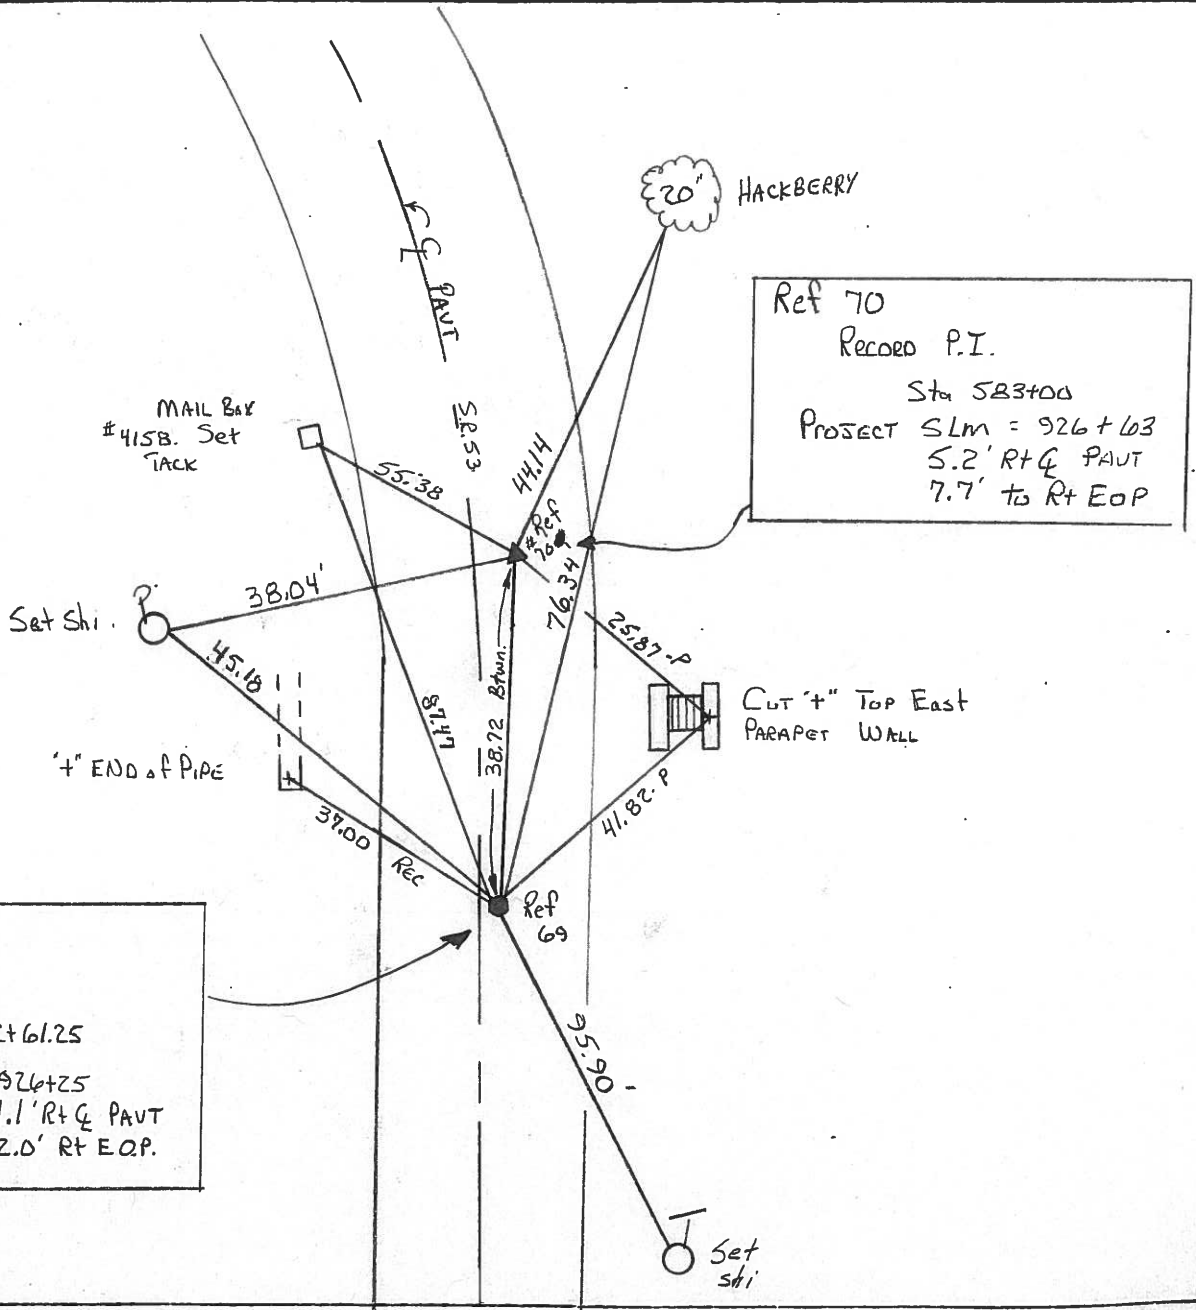 20" HACKBERRY
℄ PAVT
Ref 70
RECORD P.I.
Sta 583+00
PROJECT SLM = 926+63
5.2' Rt ℄ PAVT
7.7' to Rt EOP
MAIL BOX
#4158. Set
TACK
S.R.53
55.38
44.14
#Ref
70
38.04'
P.
Set Shi.
45.18
76.34
25.87-P
87.47
38.72 Btwn.
CUT "+" TOP East
PARAPET WALL
"+" END of PIPE
37.00 REC
41.82-P
Ref
69
+61.25
926+25
1.1' Rt ℄ PAVT
2.0' Rt E.O.P.
95.90'
Set
shi